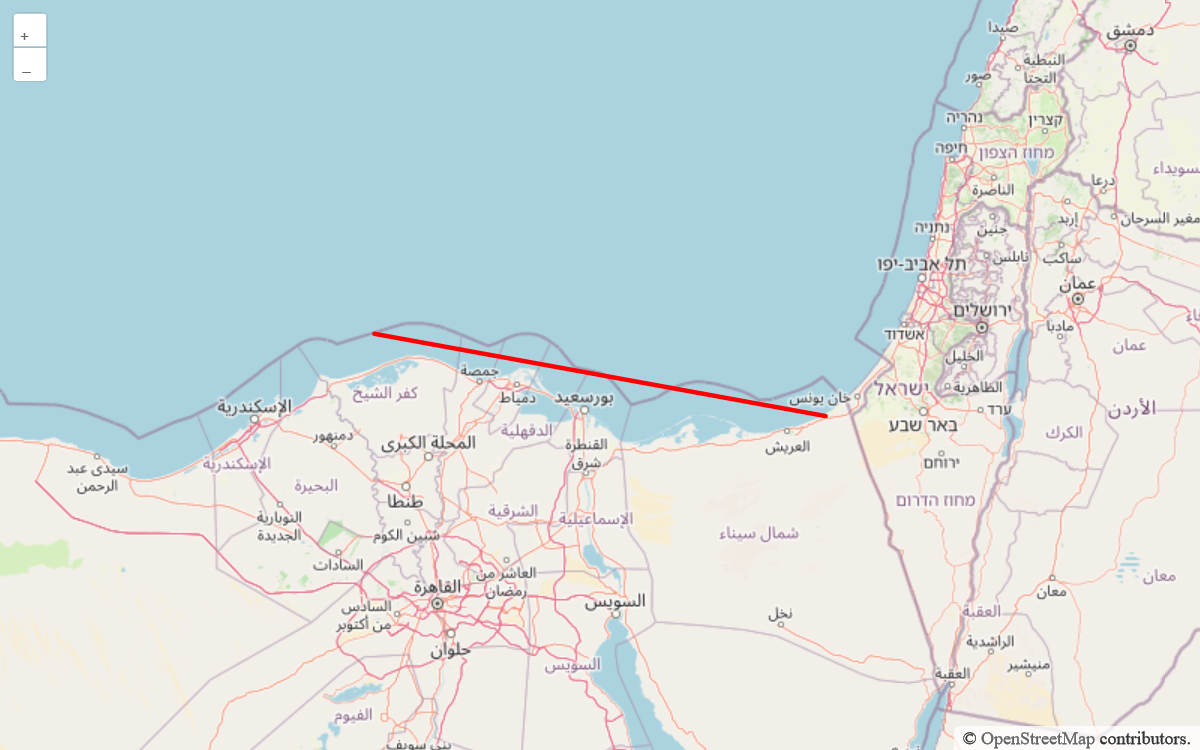 +
–
صيدا
دمشق
النبطية
التحتا
صور
נהריה
קצרין
חיפה
מחוז הצפון
السويداء
الناصرة
درعا
إربد
مغير السرحان
נתניה
جنين
نابلس
ساكب
תל אביב-יפו
عمان
ירושלים
مادبا
אשדוד
عمان
الخليل
جمصة
كفر الشيخ
ישראל
الظاهرية
خان يونس
دمياط
بورسعيد
الإسكندرية
ערד
الأردن
באר שבע
الدقهلية
الكرك
دمنهور
المحلة الكبرى
القنطرة
شرق
العريش
الإسكندرية
سيدى عبد
الرحمن
ירוחם
البحيرة
طنطا
מחוז הדרום
النوبارية
الجديدة
الشرقية
الإسماعيلية
شبين الكوم
شمال سيناء
السادات
العاشر من
رمضان
معان
القاهرة
معان
السادس
من أكتوبر
السويس
نخل
العقبة
حلوان
الراشدية
السويس
منيشير
العقبة
الفيوم
بني سويف
© OpenStreetMap contributors.